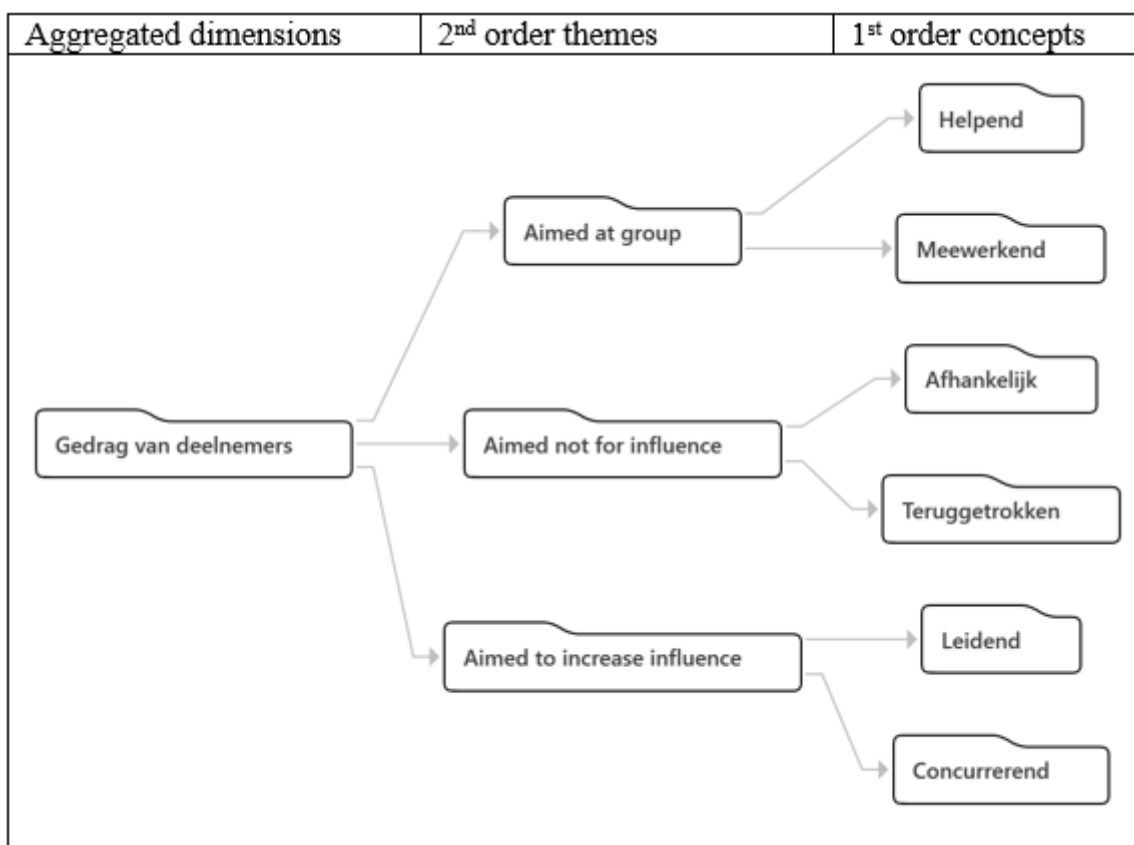 Aggregated dimensions 2nd order themes 1st order concepts
Helpend
Aimed at group
Meewerkend
Afhankelijk
Gedrag van deelnemers
Aimed not for influence
Teruggetrokken
Leidend
Aimed to increase influence
Concurrerend